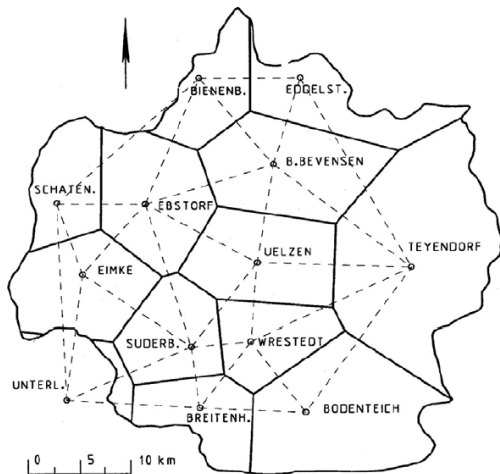 BIENENB.
EDDELST.
B.BEVENSEN
SCHATEN.
EBSTORF
UELZEN
TEYENDORF
EIMKE
SUDERB.
WRESTEDT
UNTERL.
BREITENH.
BODENTEICH
0 5 10 km